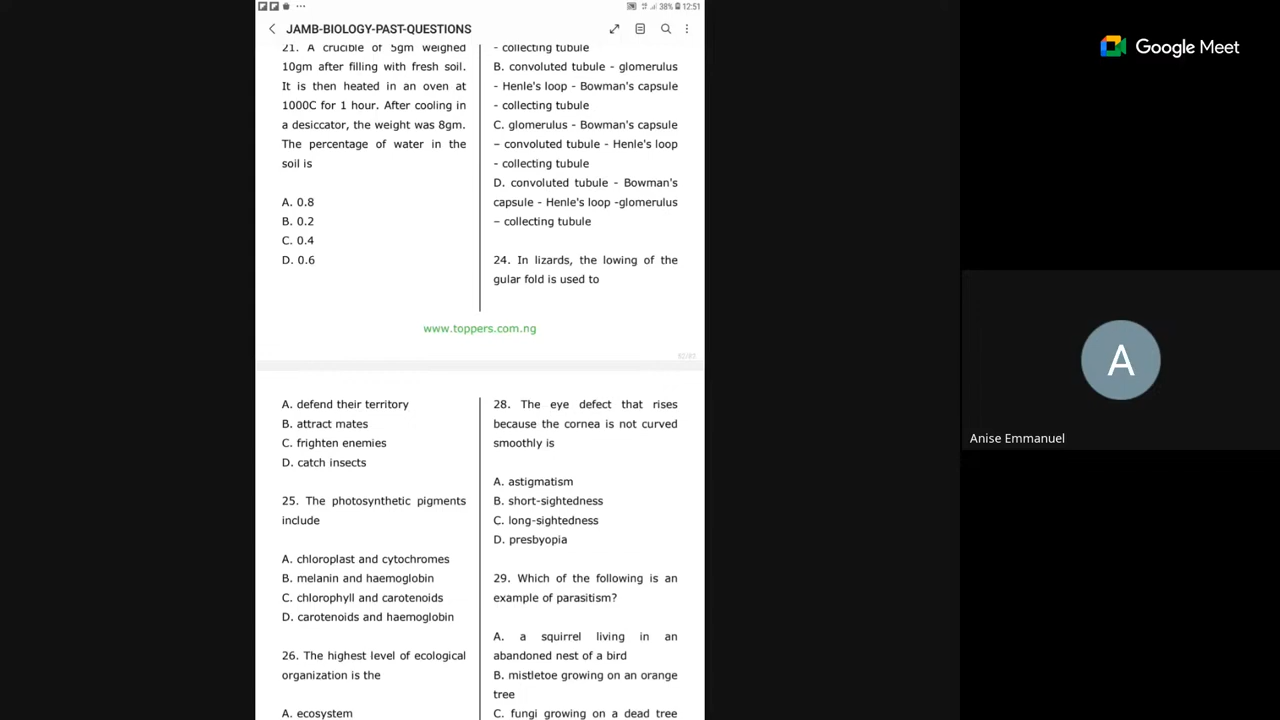 38% 12:51
JAMB-BIOLOGY-PAST-QUESTIONS
21. A crucible of 5gm weighed
10gm after filling with fresh soil.
It is then heated in an oven at
1000C for 1 hour. After cooling in
a desiccator, the weight was 8gm.
The percentage of water in the
soil is
A. 0.8
B. 0.2
C. 0.4
D. 0.6
- collecting tubule
B. convoluted tubule - glomerulus
- Henle's loop - Bowman's capsule
- collecting tubule
C. glomerulus - Bowman's capsule
– convoluted tubule - Henle's loop
- collecting tubule
D. convoluted tubule - Bowman's
capsule - Henle's loop -glomerulus
– collecting tubule
24. In lizards, the lowing of the
gular fold is used to
www.toppers.com.ng
A. defend their territory
B. attract mates
C. frighten enemies
D. catch insects
25. The photosynthetic pigments
include
A. chloroplast and cytochromes
B. melanin and haemoglobin
C. chlorophyll and carotenoids
D. carotenoids and haemoglobin
26. The highest level of ecological
organization is the
A. ecosystem
28. The eye defect that rises
because the cornea is not curved
smoothly is
A. astigmatism
B. short-sightedness
C. long-sightedness
D. presbyopia
29. Which of the following is an
example of parasitism?
A. a squirrel living in an
abandoned nest of a bird
B. mistletoe growing on an orange
tree
C. fungi growing on a dead tree
Google Meet
A
Anise Emmanuel